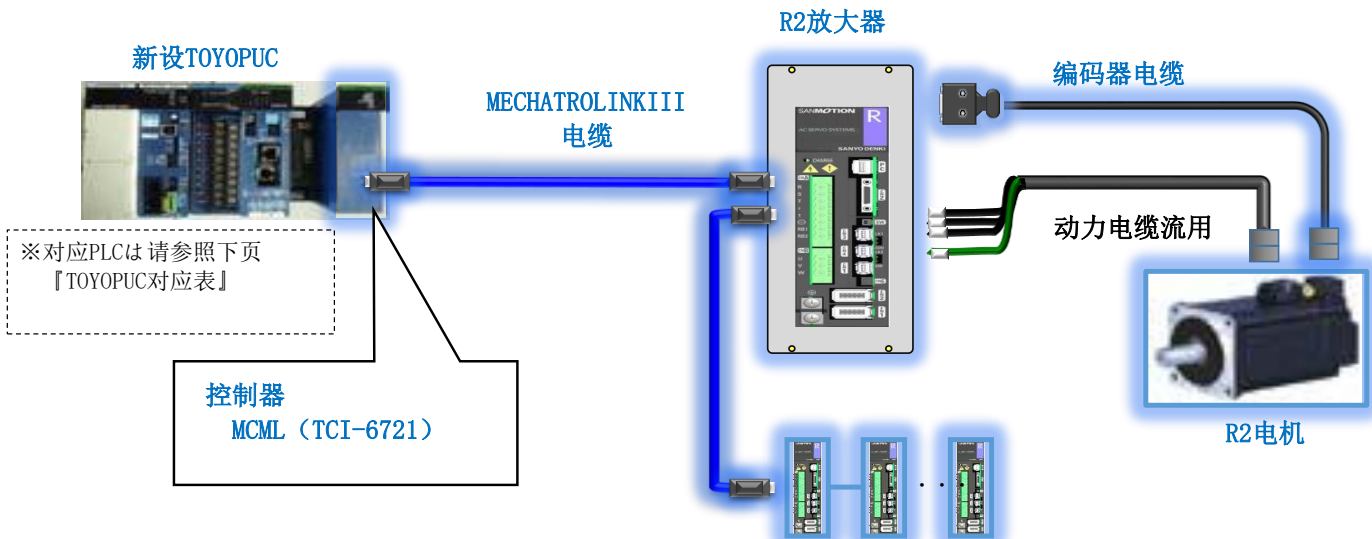 R2放大器
新设TOYOPUC
编码器电缆
MECHATROLINKIII
电缆
SANMOTION
R
AC SERVO SYSTEMS
SANYO DENKI
CHARGE
动力电缆流用
※对应PLCは请参照下页
『TOYOPUC对应表』
控制器
MCML（TCI-6721）
R2电机
· · ·